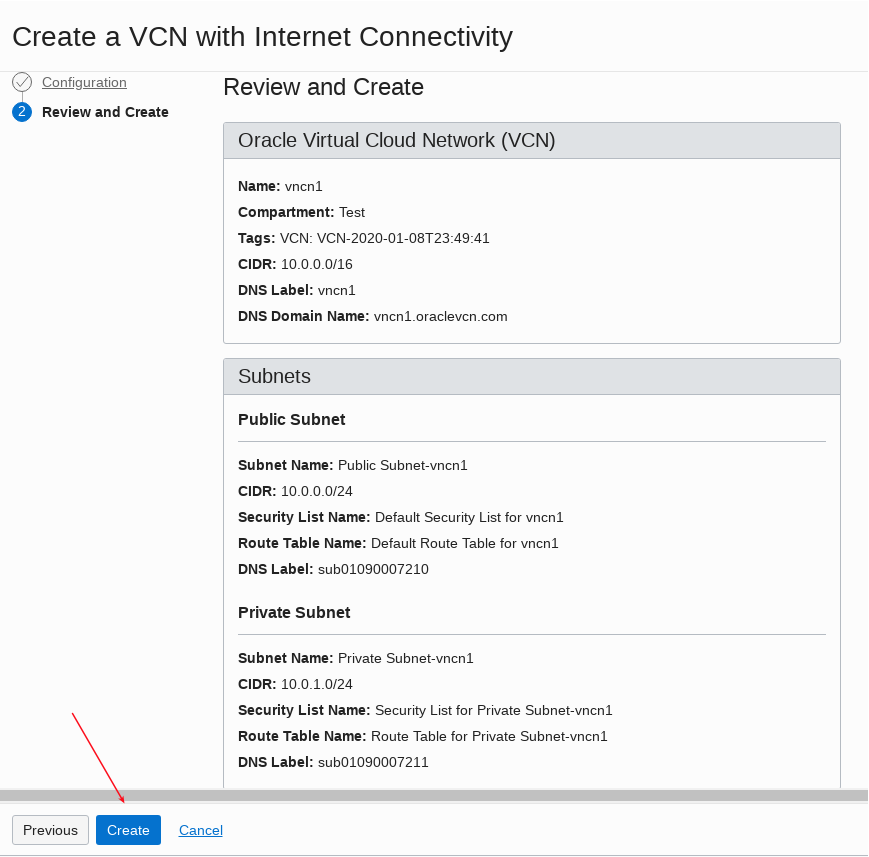 Create a VCN with Internet Connectivity
Configuration
2 Review and Create
Review and Create
Oracle Virtual Cloud Network (VCN)
Name: vncn1
Compartment: Test
Tags: VCN: VCN-2020-01-08T23:49:41
CIDR: 10.0.0.0/16
DNS Label: vncn1
DNS Domain Name: vncn1.oraclevcn.com
Subnets
Public Subnet
Subnet Name: Public Subnet-vncn1
CIDR: 10.0.0.0/24
Security List Name: Default Security List for vncn1
Route Table Name: Default Route Table for vncn1
DNS Label: sub01090007210
Private Subnet
Subnet Name: Private Subnet-vncn1
CIDR: 10.0.1.0/24
Security List Name: Security List for Private Subnet-vncn1
Route Table Name: Route Table for Private Subnet-vncn1
DNS Label: sub01090007211
Previous Create Cancel